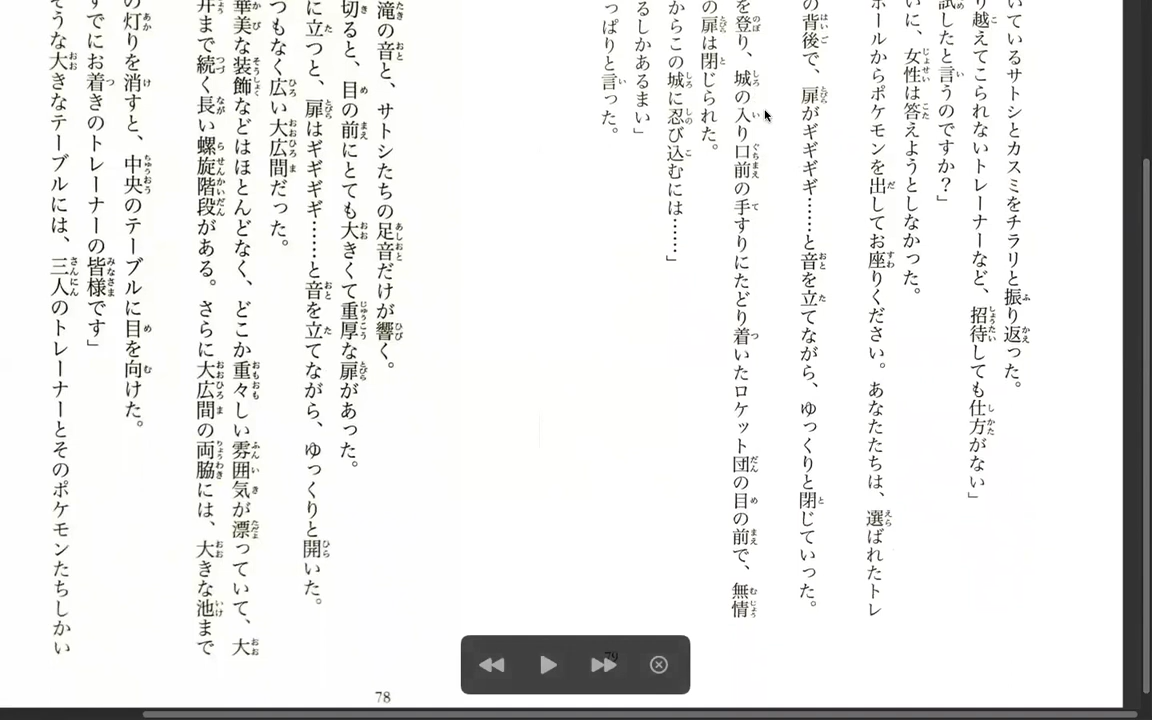 滝の音と、サトシたちの足音だけが響く。
切ると、目の前にとても大きくて重厚な扉があった。
に立つと、扉はギギギギ……と音を立てながら、ゆっくりと開いた。
つもなく広い大広間だった。
華美な装飾などはほとんどなく、どこか重々しい雰囲気が漂っていて、大
井まで続く長い螺旋階段がある。さらに大広間の両脇には、大きな池まで
の灯りを消すと、中央のテーブルに目を向けた。
すでにお着きのトレーナーの皆様です」
そうな大きなテーブルには、三人のトレーナーとそのポケモンたちしかい
78
いているサトシとカスミをチラリと振り返った。
り越えてこられないトレーナーなど、招待しても仕方がない」
試したと言うのですか？」
いに、女性は答えようとしなかった。
ボールからポケモンを出してお座りください。あなたたちは、選ばれたトレ
の背後で、扉がギギギギ……と音を立てながら、ゆっくりと閉じていった。
を登り、城の入り口前の手すりにたどり着いたロケット団の目の前で、無情
の扉は閉じられた。
からこの城に忍び込むには……」
るしかあるまい」
っぱりと言った。
79